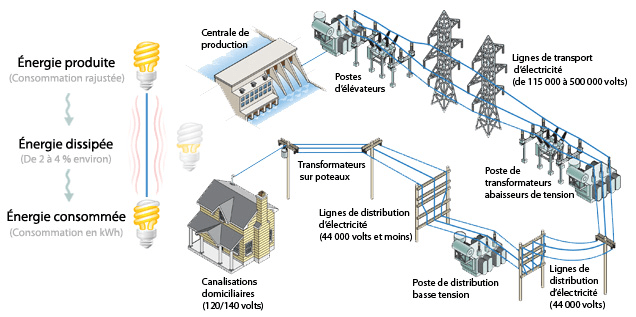 Énergie produite
(Consommation rajustée)
Énergie dissipée
(De 2 à 4 % environ)
Énergie consommée
(Consommation en kWh)
Centrale de
production
Postes
d'élévateurs
Lignes de transport
d'électricité
(de 115 000 à 500 000 volts)
Poste de
transformateurs
abaisseurs de tension
Transformateurs
sur poteaux
Lignes de distribution
d'électricité
(44 000 volts et moins)
Canalisations
domiciliaires
(120/140 volts)
Poste de distribution
basse tension
Lignes de
distribution
d'électricité
(44 000 volts)